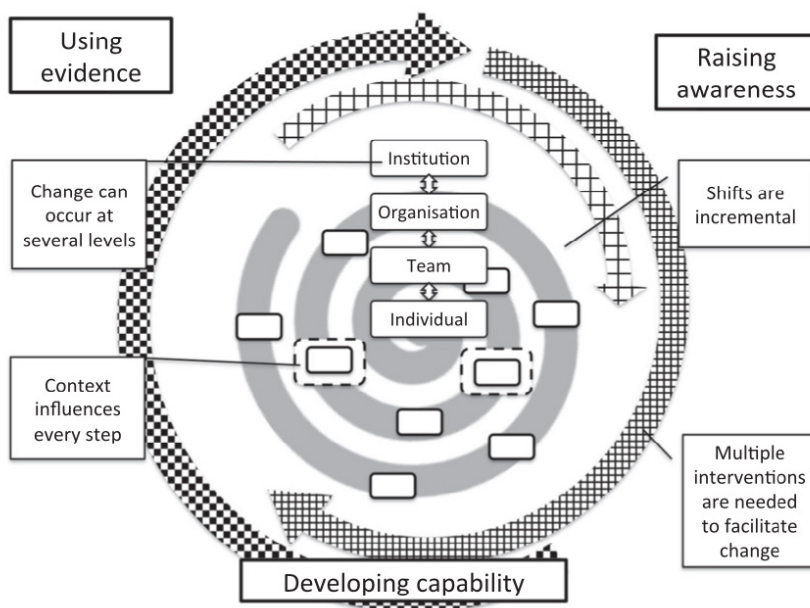 Using
evidence
Raising
awareness
Institution
Change can
occur at
several levels
Shifts are
incremental
Organisation
Team
Individual
Context
influences
every step
Multiple
interventions
are needed
to facilitate
change
Developing capability